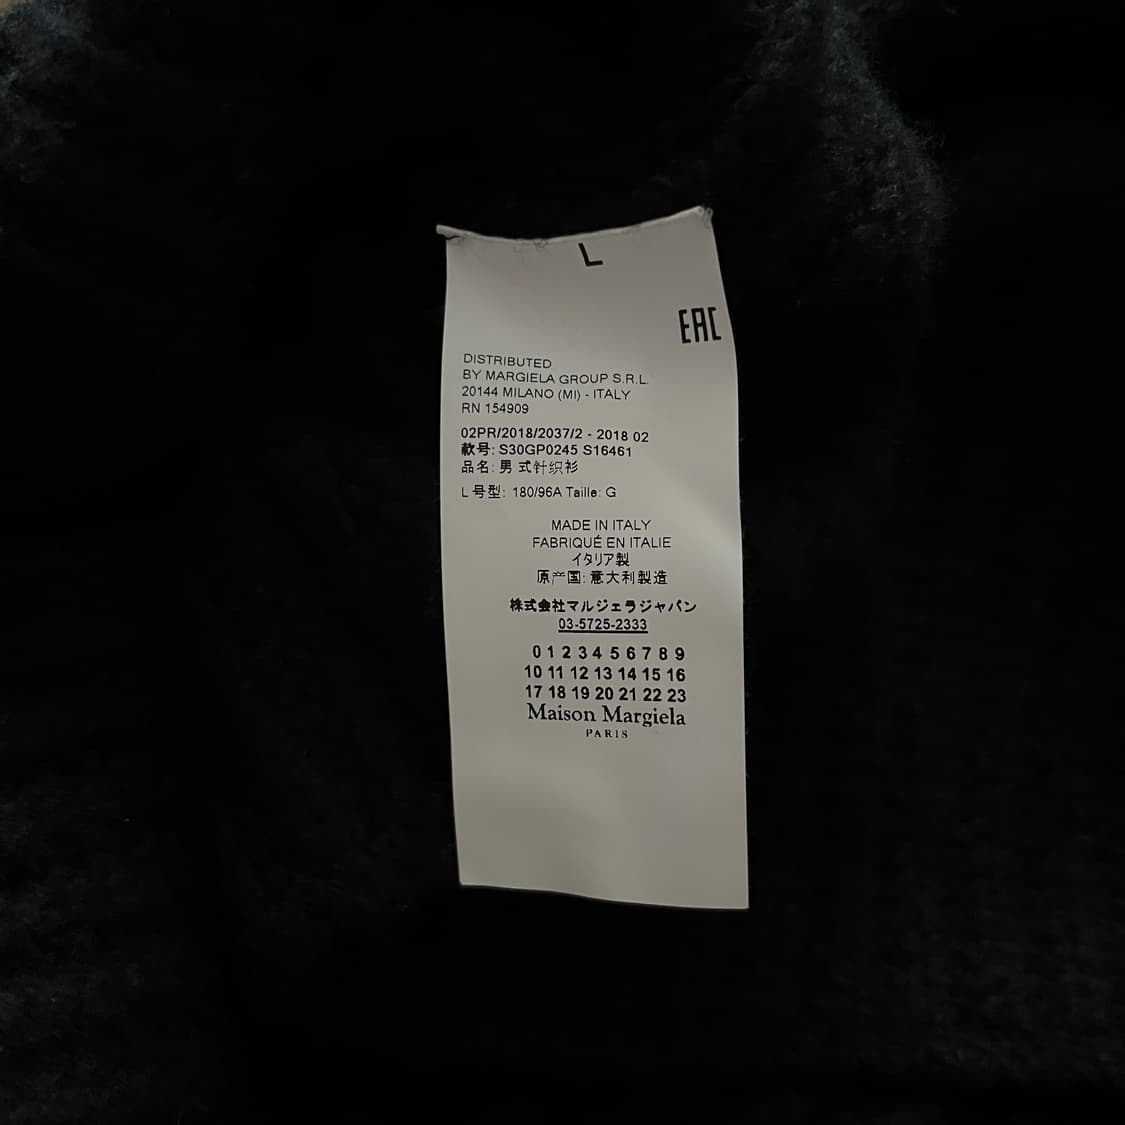 L
EAC
DISTRIBUTED
BY MARGIELA GROUP S.R.L.
20144 MILANO (MI) - ITALY
RN 154909
02PR/2018/2037/2 - 2018 02
款号: S30GP0245 S16461
品名: 男 式针织衫
L 号型: 180/96A Taille: G
MADE IN ITALY
FABRIQUÉ EN ITALIE
イタリア製
原产国: 意大利製造
株式会社マルジェラジャパン
03-5725-2333
0 1 2 3 4 5 6 7 8 9
10 11 12 13 14 15 16
17 18 19 20 21 22 23
Maison Margiela
PARIS